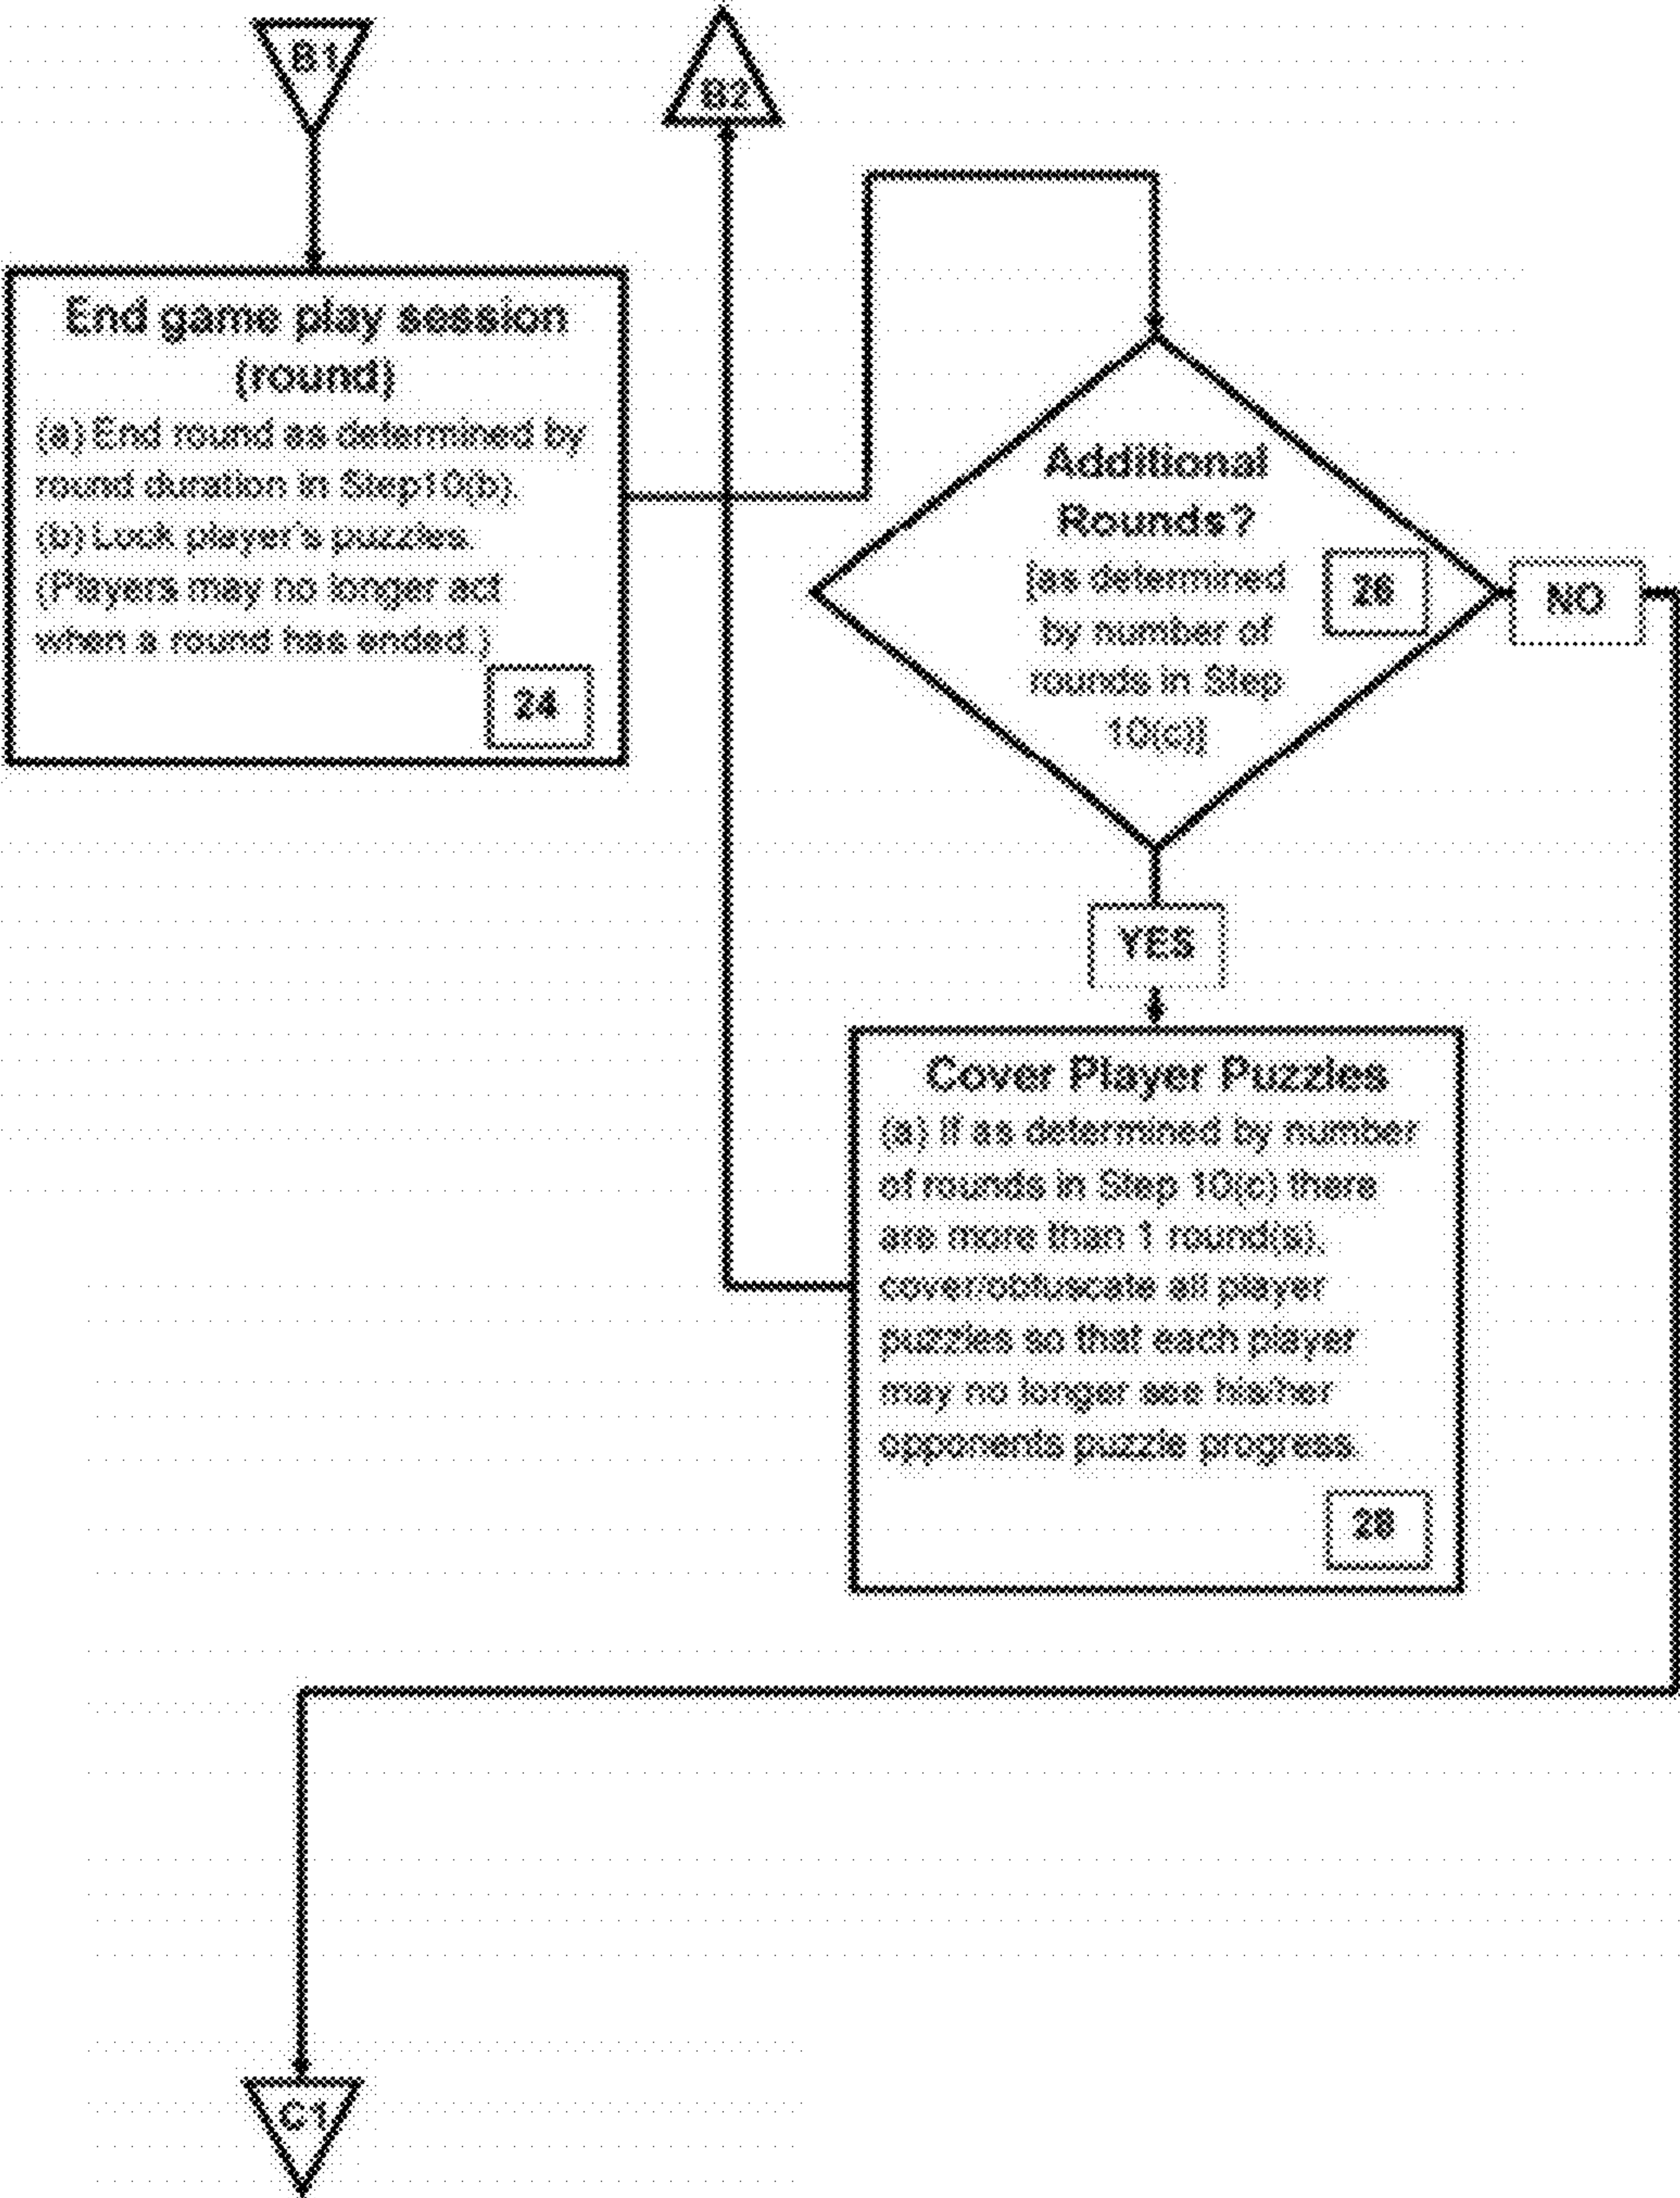 B1
B2
End game play session
(round)
(a) End round as determined by
round duration in Step10(b).
(b) Lock player's puzzles.
(Players may no longer act
when a round has ended.)
24
Additional
Rounds?
[as determined
by number of
rounds in Step
10(c)]
26
NO
YES
Cover Player Puzzles
(a) If as determined by number
of rounds in Step 10(c) there
are more than 1 round(s),
cover/obfuscate all player
puzzles so that each player
may no longer see his/her
opponents puzzle progress.
28
C1